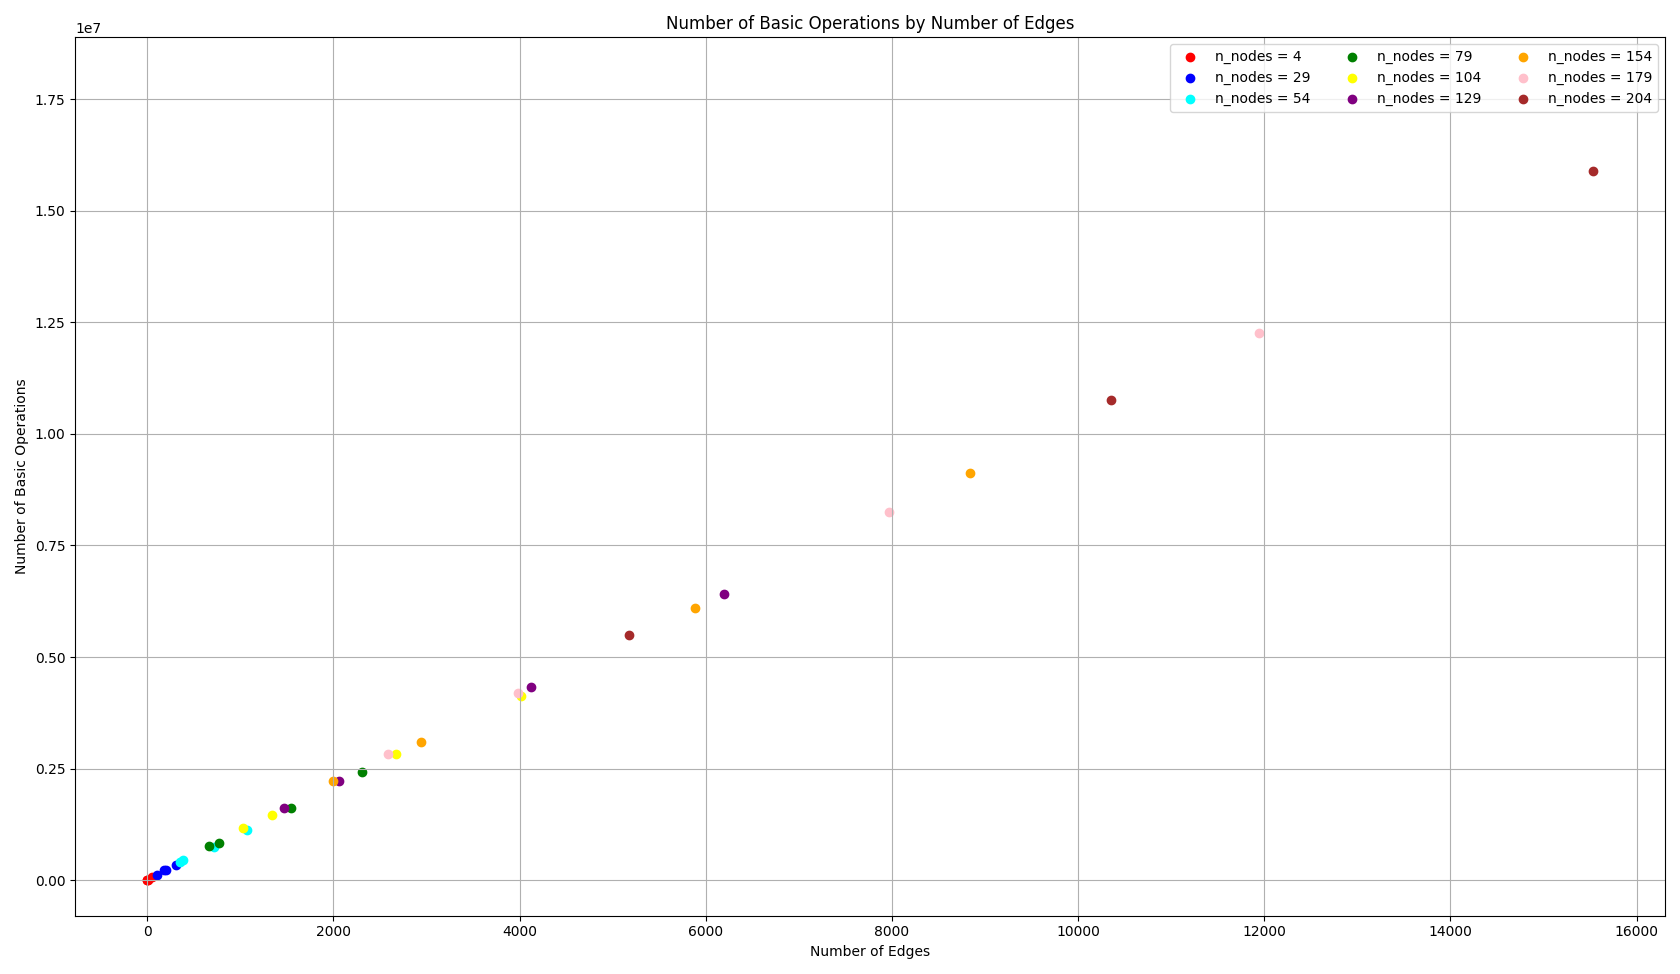 Number of Basic Operations by Number of Edges
1e7
n_nodes = 4
n_nodes = 29
n_nodes = 54
n_nodes = 79
n_nodes = 104
n_nodes = 129
n_nodes = 154
n_nodes = 179
n_nodes = 204
1.75
1.50
1.25
1.00
0.75
0.50
0.25
0.00
Number of Basic Operations
0 2000 4000 6000 8000 10000 12000 14000 16000
Number of Edges